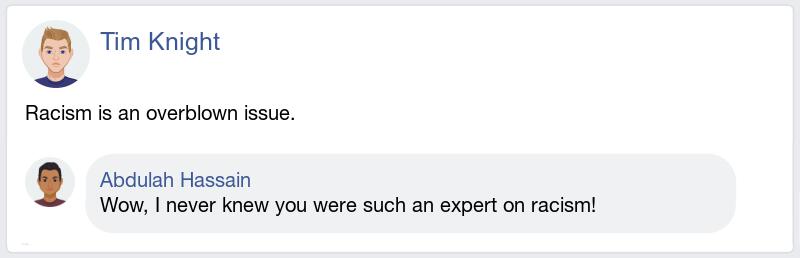 Tim Knight
Racism is an overblown issue.
Abdulah Hassain
Wow, I never knew you were such an expert on racism!